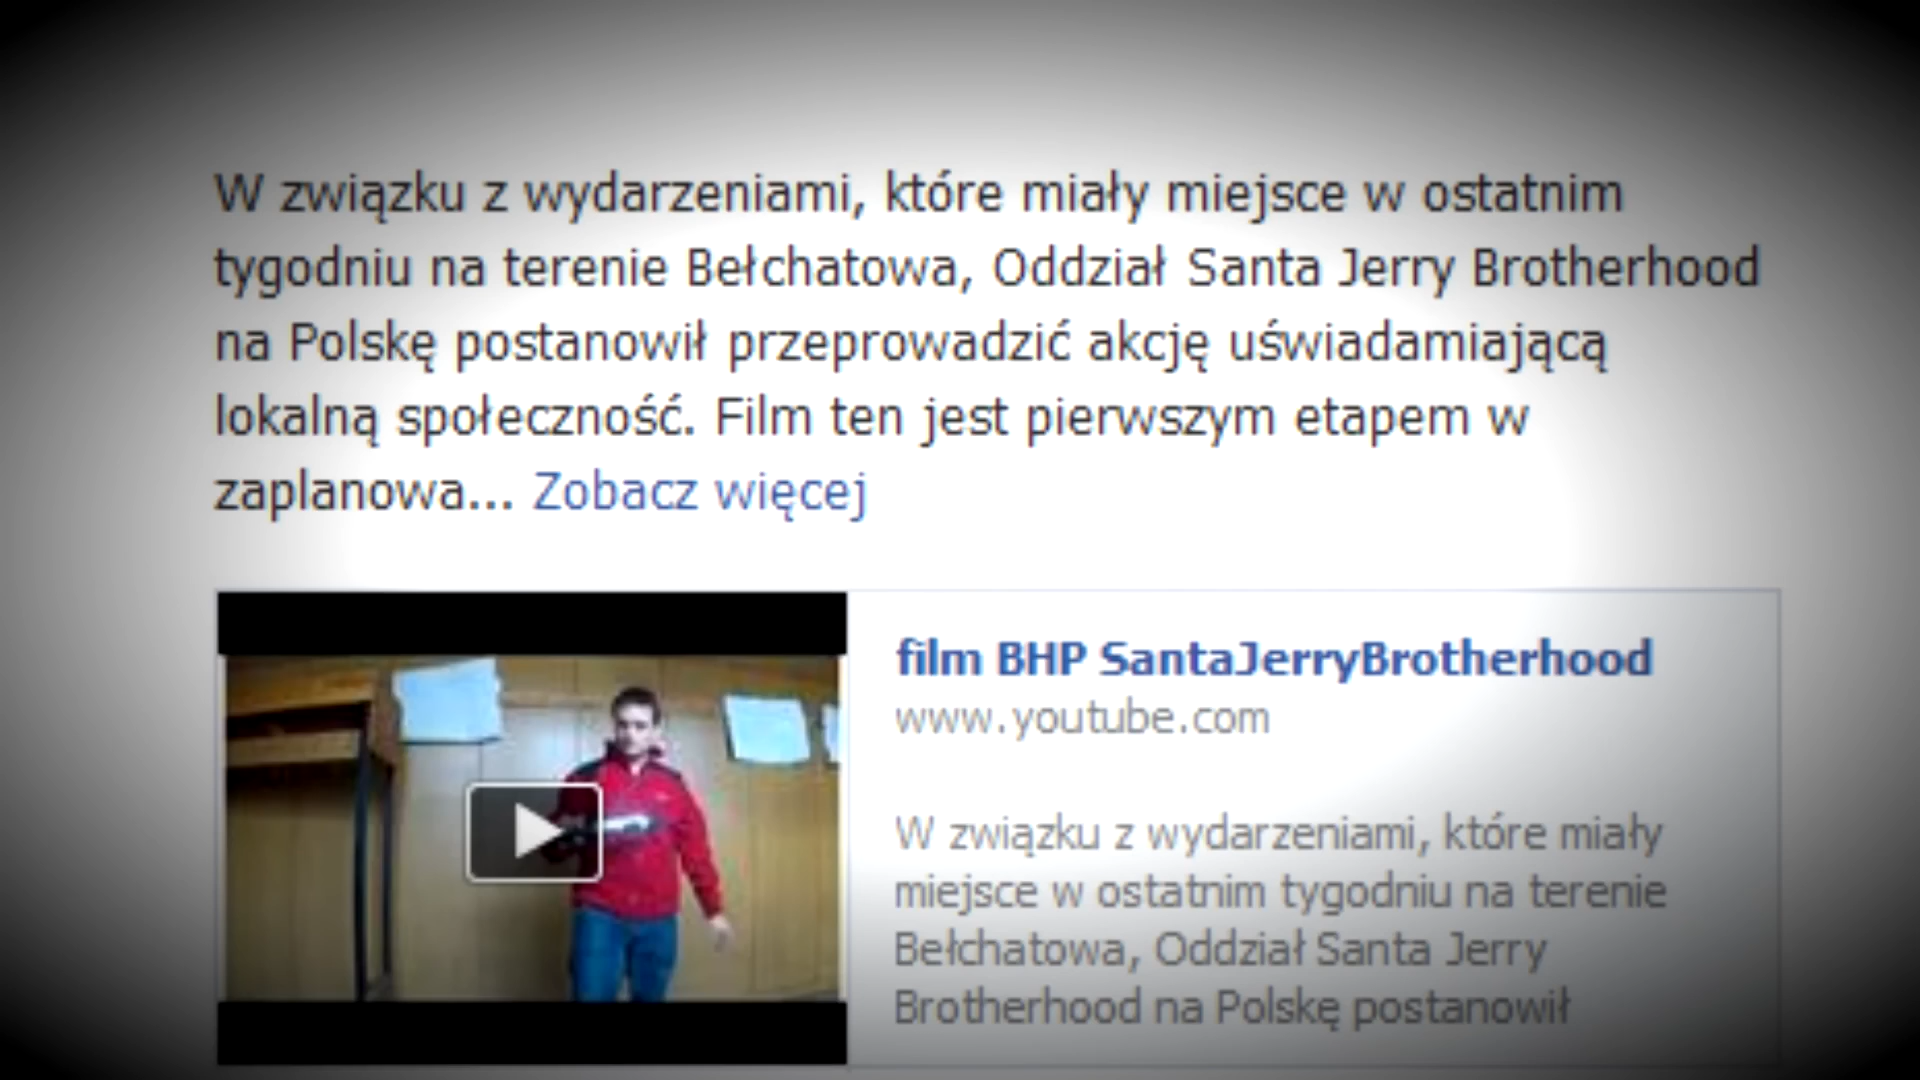 W związku z wydarzeniami, które miały miejsce w ostatnim
tygodniu na terenie Bełchatowa, Oddział Santa Jerry Brotherhood
na Polskę postanowił przeprowadzić akcję uświadamiającą
lokalną społeczność. Film ten jest pierwszym etapem w
zaplanowa... Zobacz więcej
film BHP SantaJerryBrotherhood
www.youtube.com
W związku z wydarzeniami, które miały
miejsce w ostatnim tygodniu na terenie
Bełchatowa, Oddział Santa Jerry
Brotherhood na Polskę postanowił